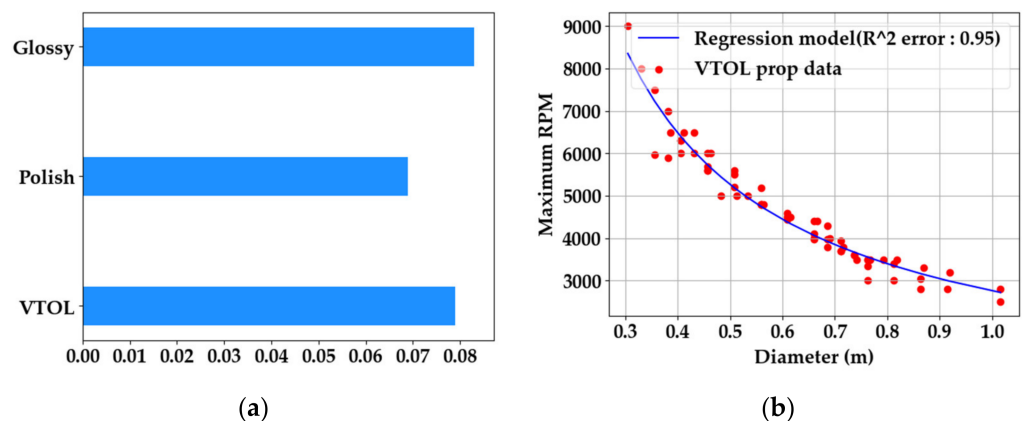 Glossy
Polish
VTOL
0.00 0.01 0.02 0.03 0.04 0.05 0.06 0.07 0.08
(a)
Maximum RPM
9000
8000
7000
6000
5000
4000
3000
Regression model(R^2 error : 0.95)
VTOL prop data
0.3 0.4 0.5 0.6 0.7 0.8 0.9 1.0
Diameter (m)
(b)